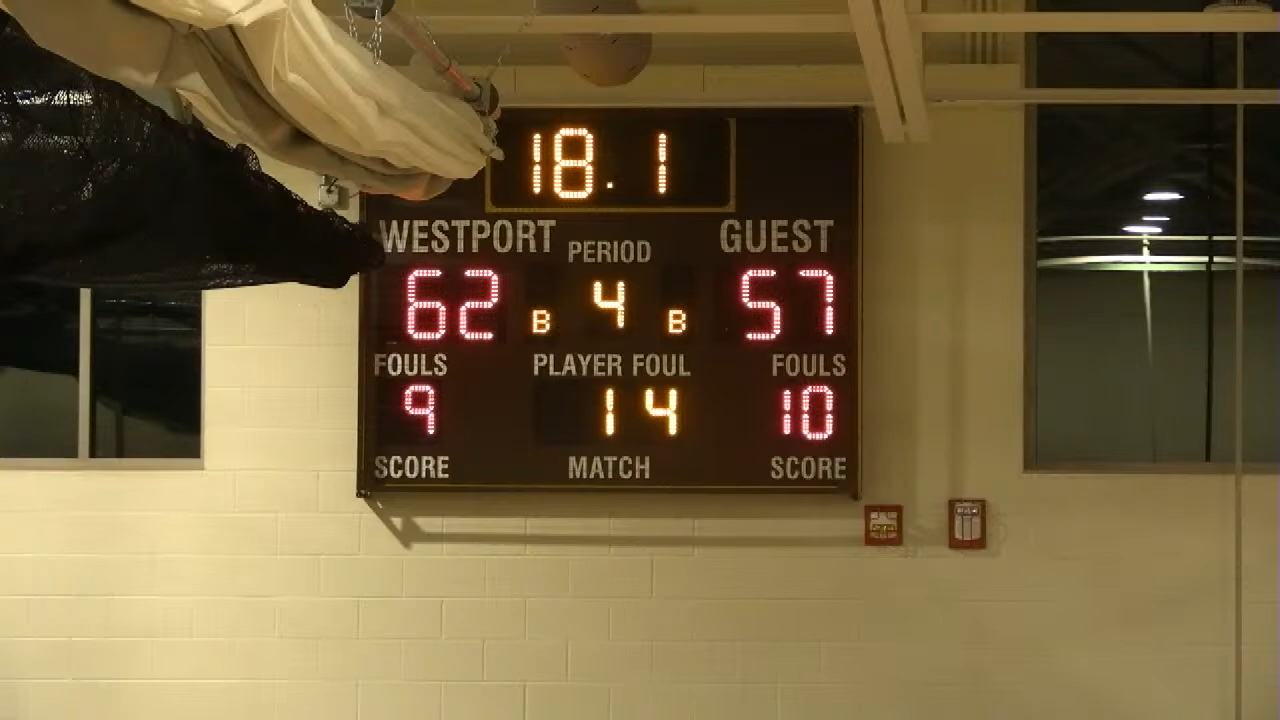 18.1
WESTPORT PERIOD GUEST
62 B 4 B 57
FOULS PLAYER FOUL FOULS
9 14 10
SCORE MATCH SCORE